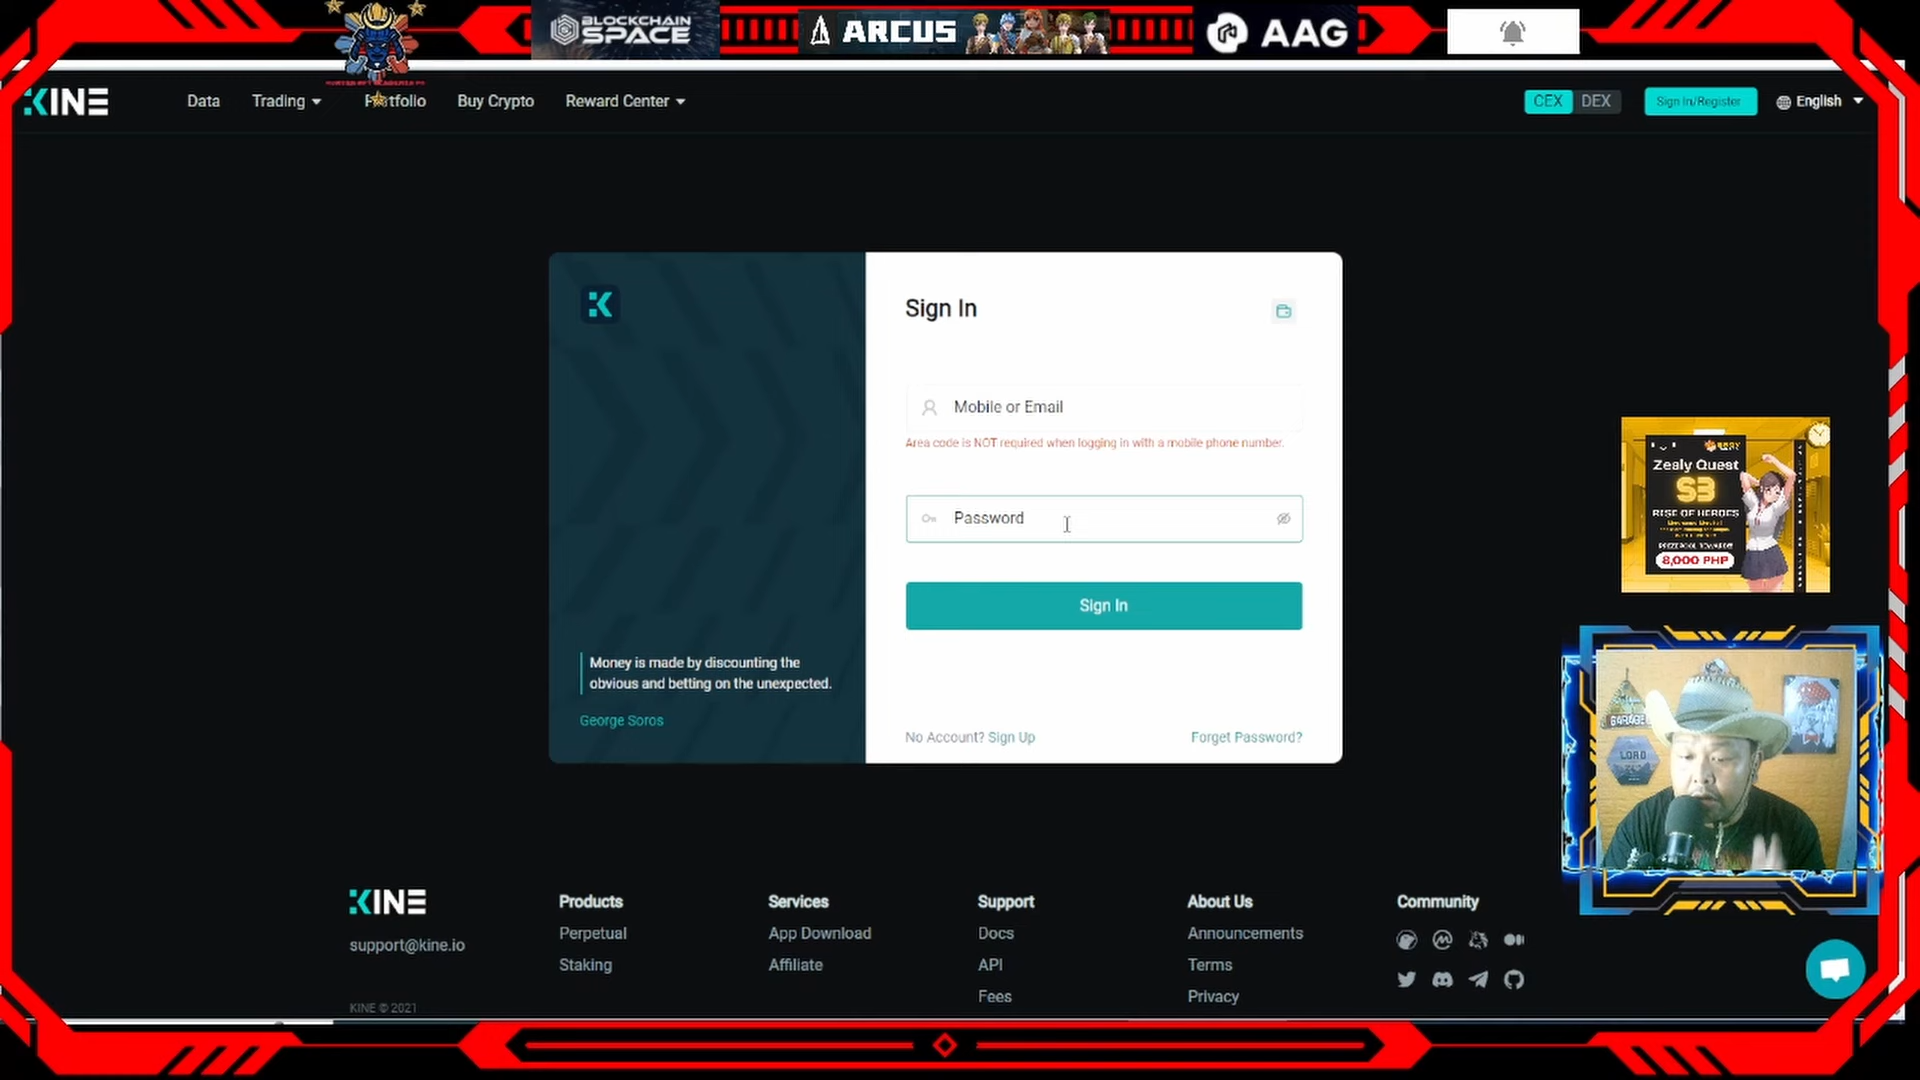 BLOCKCHAIN
SPACE
ARCUS
AAG
KINE
Data
Trading
Portfolio
Buy Crypto
Reward Center
CEX
DEX
Sign In/Register
English
Sign In
Mobile or Email
Area code is NOT required when logging in with a mobile phone number.
Password
Sign In
Money is made by discounting the
obvious and betting on the unexpected.
George Soros
No Account? Sign Up
Forget Password?
Zealy Quest
S3
RISE OF HEROES
8,000 PHP
GARAGE
LORD
KINE
support@kine.io
KINE © 2021
Products
Perpetual
Staking
Services
App Download
Affiliate
Support
Docs
API
Fees
About Us
Announcements
Terms
Privacy
Community